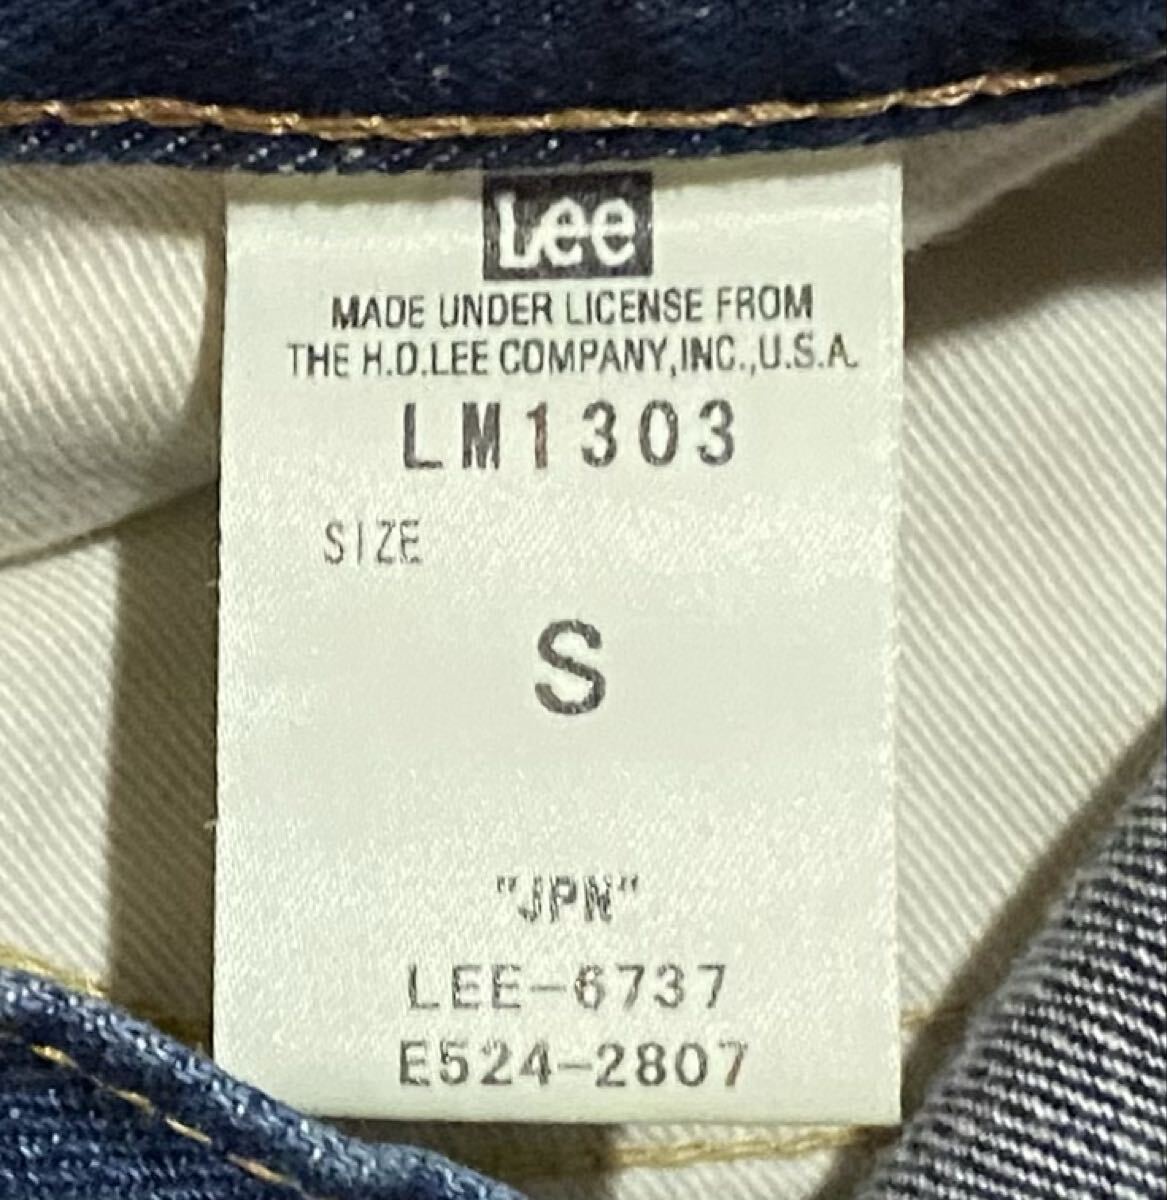 Lee
MADE UNDER LICENSE FROM
THE H.D.LEE COMPANY,INC.,U.S.A.
LM1303
SIZE
S
"JPN"
LEE-6737
E524-2807